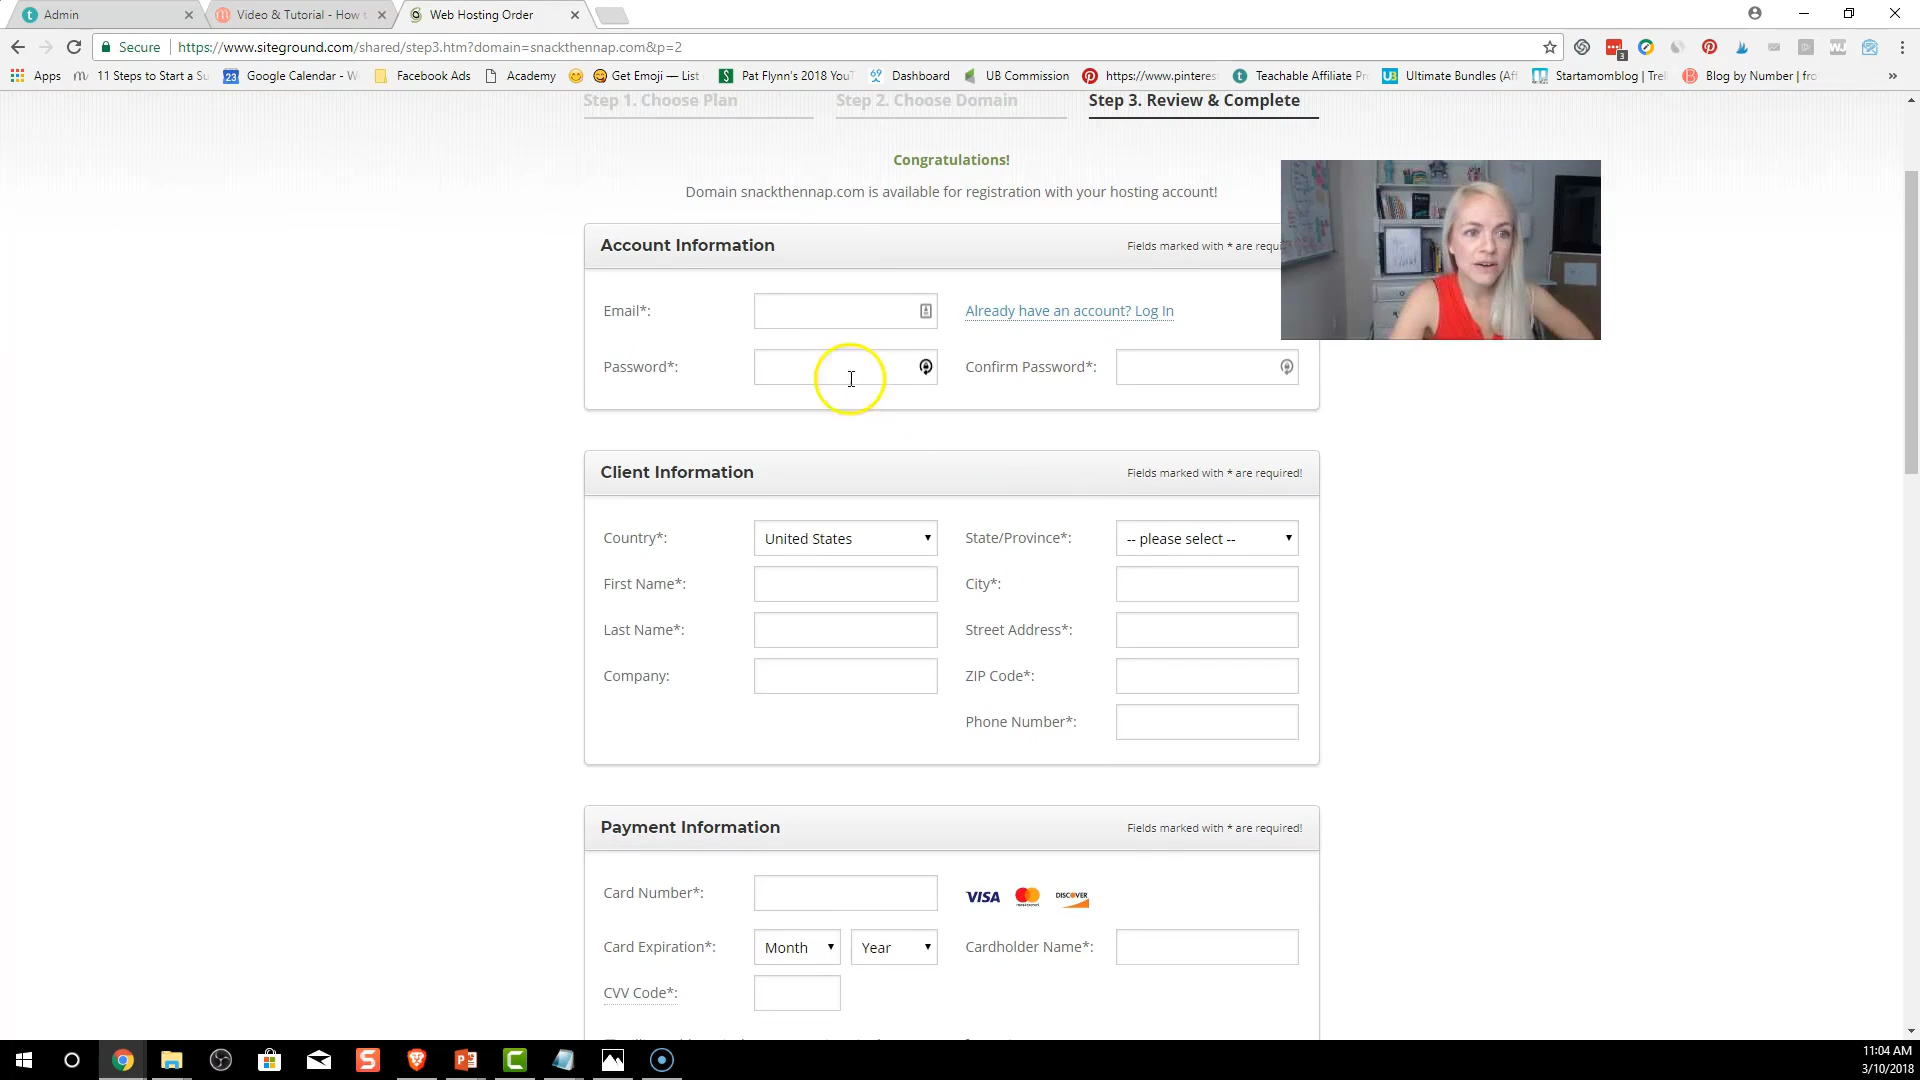 Admin
Video & Tutorial - How t
Web Hosting Order
Secure
https://www.siteground.com/shared/step3.htm?domain=snackthennap.com&p=2
Apps
11 Steps to Start a Su
23
Google Calendar - W
Facebook Ads
Academy
Get Emoji — List
Pat Flynn's 2018 YouT
Dashboard
UB Commission
https://www.pinteres
Teachable Affiliate Pr
Ultimate Bundles (Aff
Startamomblog | Trel
Blog by Number | fro
»
Step 1. Choose Plan
Step 2. Choose Domain
Step 3. Review & Complete
Congratulations!
Domain snackthennap.com is available for registration with your hosting account!
Account Information
Fields marked with * are requi
Email*:
Already have an account? Log In
Password*:
Confirm Password*:
Client Information
Fields marked with * are required!
Country*:
United States
State/Province*:
-- please select --
First Name*:
City*:
Last Name*:
Street Address*:
Company:
ZIP Code*:
Phone Number*:
Payment Information
Fields marked with * are required!
Card Number*:
VISA
DISCOVER
Card Expiration*:
Month
Year
Cardholder Name*:
CVV Code*:
11:04 AM
3/10/2018